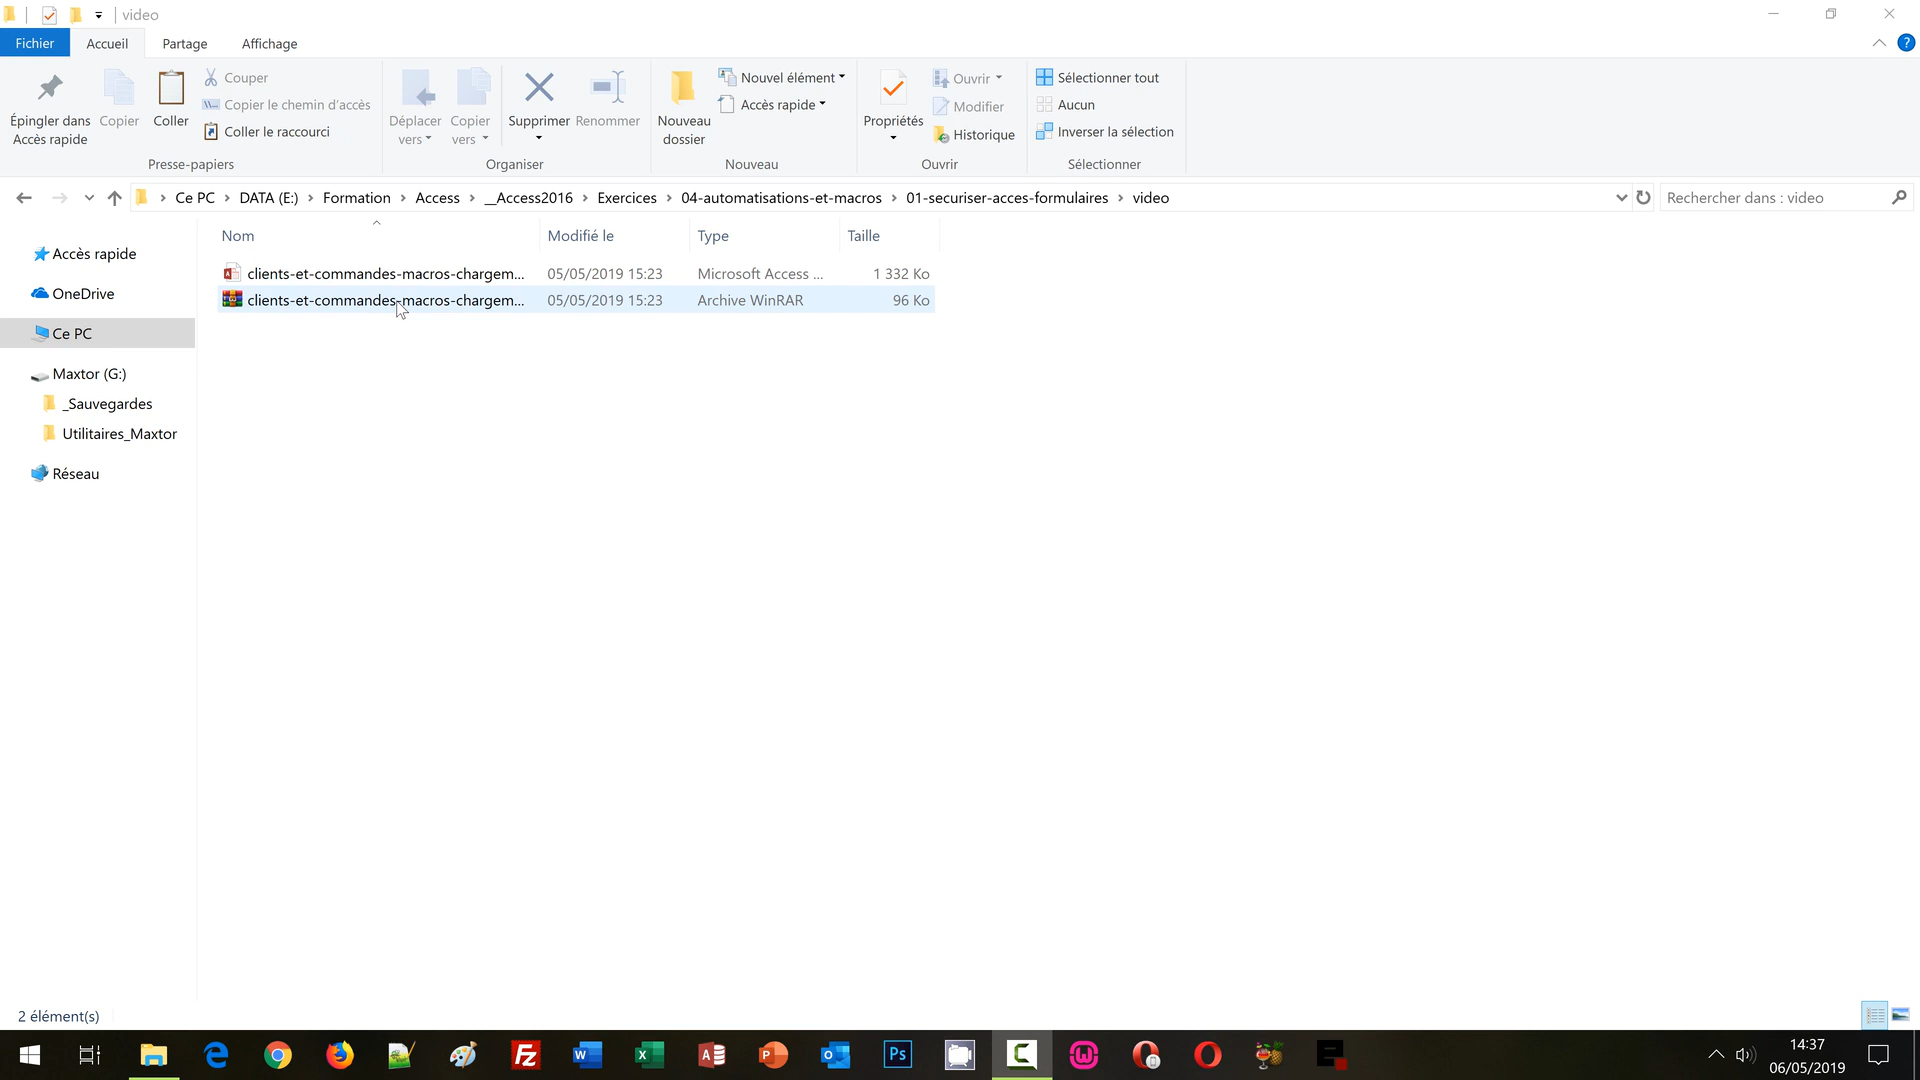 video
Fichier Accueil Partage Affichage
Épingler dans Accès rapide
Copier
Coller
Couper
Copier le chemin d'accès
Coller le raccourci
Presse-papiers
Déplacer vers
Copier vers
Supprimer
Renommer
Organiser
Nouveau dossier
Nouvel élément
Accès rapide
Nouveau
Propriétés
Ouvrir
Modifier
Historique
Ouvrir
Sélectionner tout
Aucun
Inverser la sélection
Sélectionner
Ce PC > DATA (E:) > Formation > Access > __Access2016 > Exercices > 04-automatisations-et-macros > 01-securiser-acces-formulaires > video
Rechercher dans : video
Nom Modifié le Type Taille
clients-et-commandes-macros-chargem... 05/05/2019 15:23 Microsoft Access ... 1 332 Ko
clients-et-commandes-macros-chargem... 05/05/2019 15:23 Archive WinRAR 96 Ko
Accès rapide
OneDrive
Ce PC
Maxtor (G:)
_Sauvegardes
Utilitaires_Maxtor
Réseau
2 élément(s)
14:37
06/05/2019